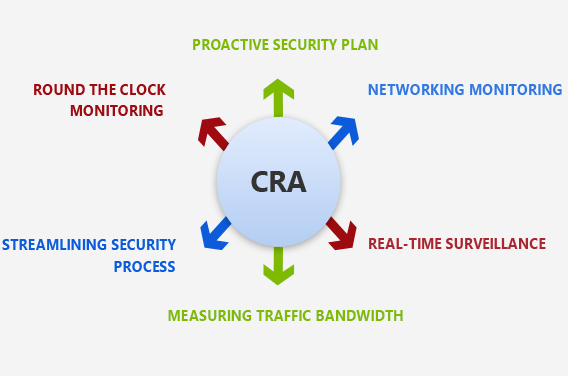 PROACTIVE SECURITY PLAN
ROUND THE CLOCK
MONITORING
NETWORKING MONITORING
CRA
STREAMLINING SECURITY
PROCESS
REAL-TIME SURVEILLANCE
MEASURING TRAFFIC BANDWIDTH